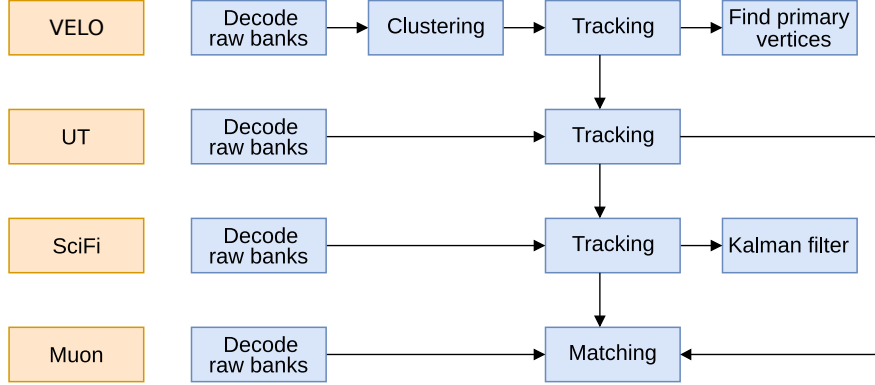 VELO
Decode
raw banks
Clustering
Tracking
Find primary
vertices
UT
Decode
raw banks
Tracking
SciFi
Decode
raw banks
Tracking
Kalman filter
Muon
Decode
raw banks
Matching